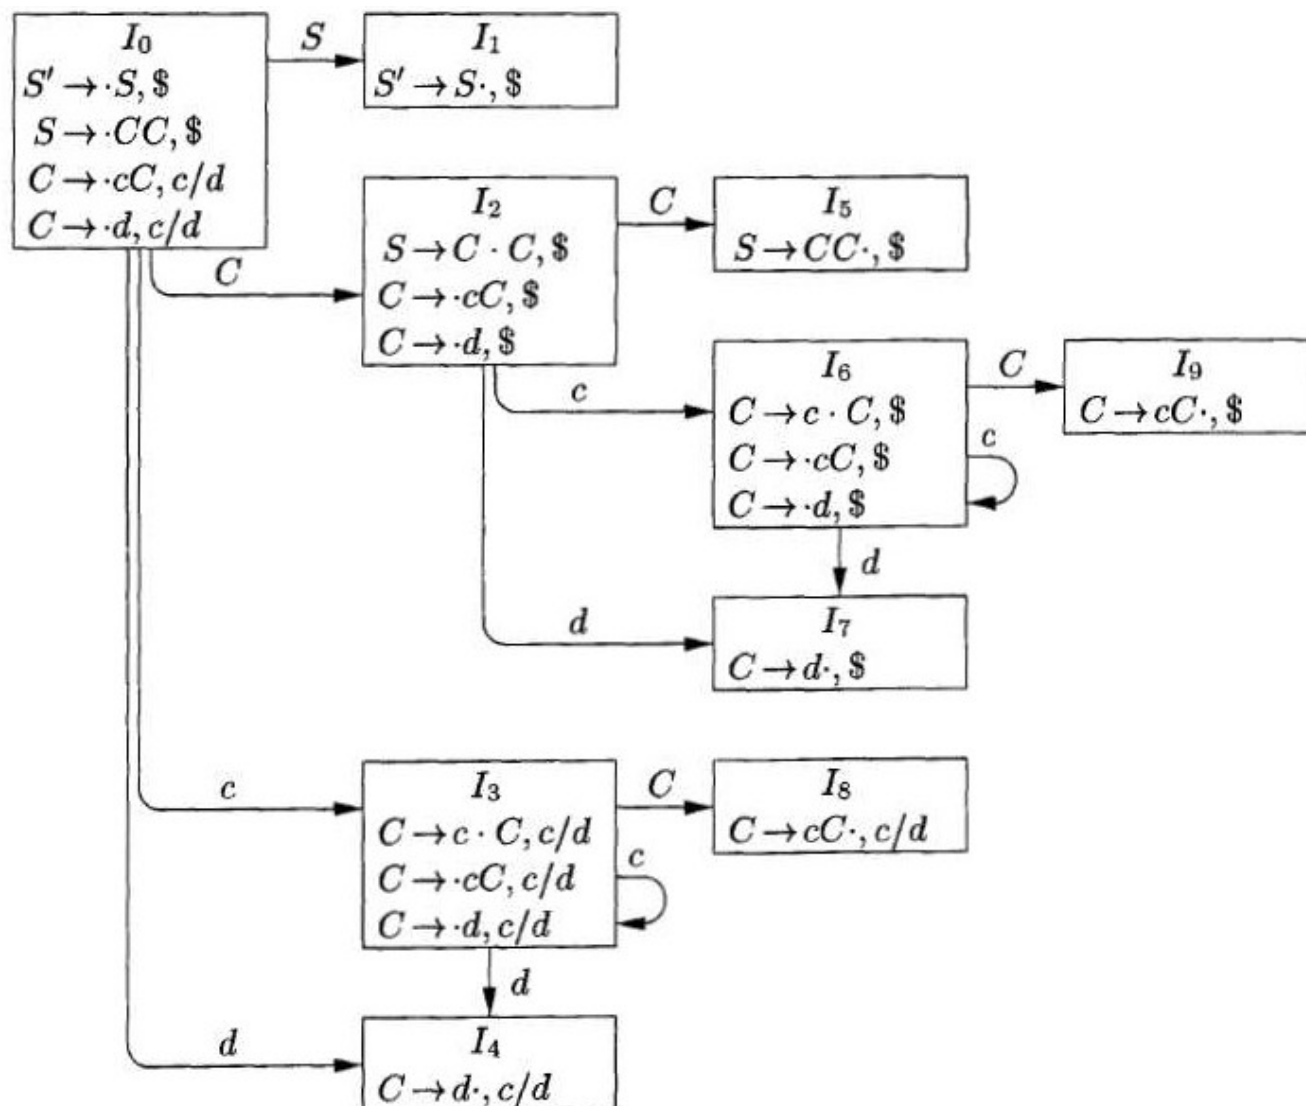 I₀
S' → ·S, $
S → ·CC, $
C → ·cC, c/d
C → ·d, c/d
S
I₁
S' → S·, $
C
I₂
S → C · C, $
C → ·cC, $
C → ·d, $
C
I₅
S → CC·, $
c
I₆
C → c · C, $
C → ·cC, $
C → ·d, $
C
I₉
C → cC·, $
c
d
d
I₇
C → d·, $
c
I₃
C → c · C, c/d
C → ·cC, c/d
C → ·d, c/d
C
I₈
C → cC·, c/d
c
d
d
I₄
C → d·, c/d